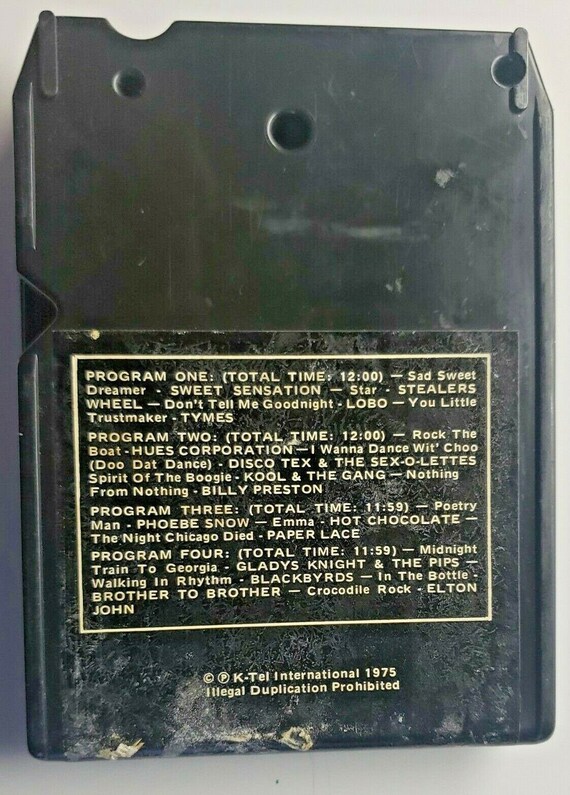 PROGRAM ONE: (TOTAL TIME: 12:00) — Sad Sweet
Dreamer - SWEET SENSATION — Star - STEALERS
WHEEL — Don't Tell Me Goodnight - LOBO — You Little
Trustmaker - TYMES
PROGRAM TWO: (TOTAL TIME: 12:00) — Rock The
Boat - HUES CORPORATION — I Wanna Dance Wit' Choo
(Doo Dat Dance) - DISCO TEX & THE SEX-O-LETTES
Spirit Of The Boogie - KOOL & THE GANG — Nothing
From Nothing - BILLY PRESTON
PROGRAM THREE: (TOTAL TIME: 11:59) — Poetry
Man - PHOEBE SNOW — Emma - HOT CHOCOLATE —
The Night Chicago Died - PAPER LACE
PROGRAM FOUR: (TOTAL TIME: 11:59) — Midnight
Train To Georgia - GLADYS KNIGHT & THE PIPS —
Walking In Rhythm - BLACKBYRDS — In The Bottle -
BROTHER TO BROTHER — Crocodile Rock - ELTON
JOHN
© ℗ K-Tel International 1975
Illegal Duplication Prohibited